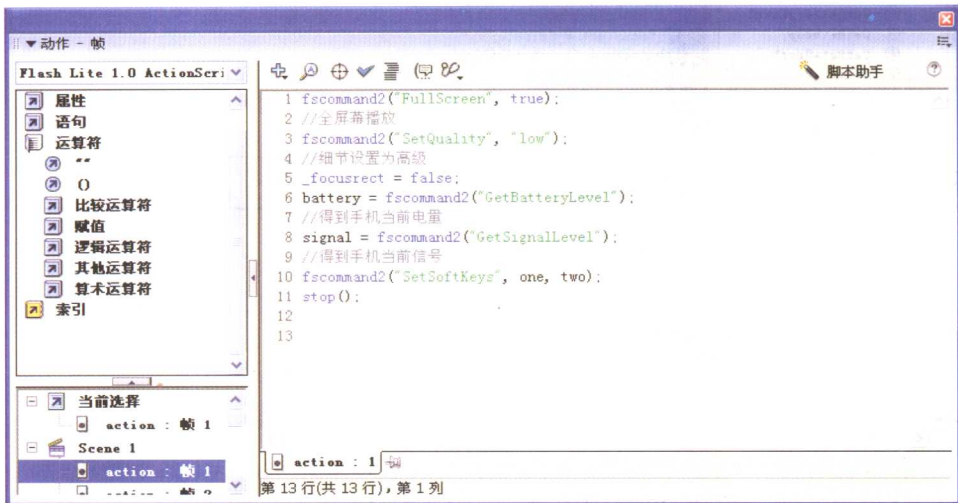 动作 - 帧
Flash Lite 1.0 ActionScri
脚本助手
属性
语句
运算符
""
()
比较运算符
赋值
逻辑运算符
其他运算符
算术运算符
索引
1 fscommand2("FullScreen", true);
2 //全屏幕播放
3 fscommand2("SetQuality", "low");
4 //细节设置为高级
5 _focusrect = false;
6 battery = fscommand2("GetBatteryLevel");
7 //得到手机当前电量
8 signal = fscommand2("GetSignalLevel");
9 //得到手机当前信号
10 fscommand2("SetSoftKeys", one, two);
11 stop();
12
13
当前选择
action : 帧 1
Scene 1
action : 帧 1
action : 1
第 13 行(共 13 行), 第 1 列